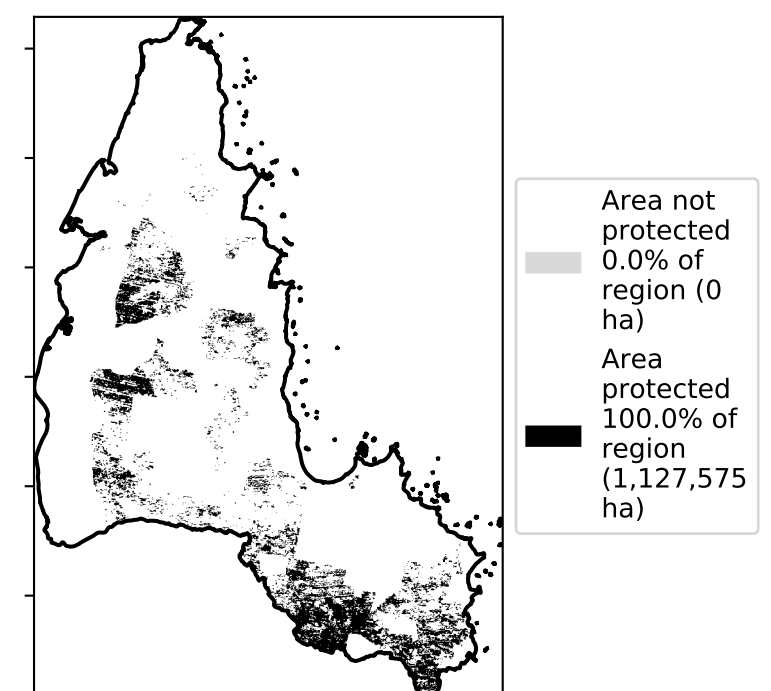 Area not
protected
0.0% of
region (0
ha)
Area
protected
100.0% of
region
(1,127,575
ha)